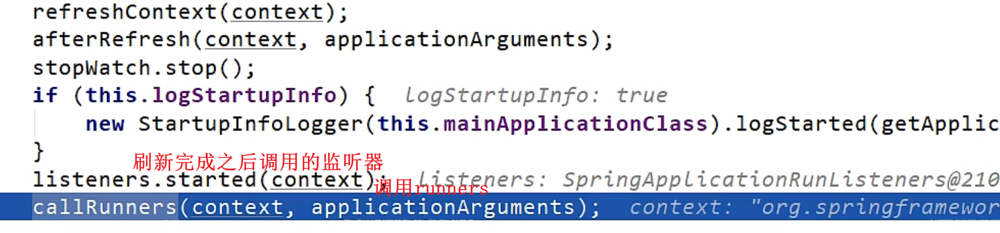 refreshContext(context);
afterRefresh(context, applicationArguments);
stopWatch.stop();
if (this.logStartupInfo) {  logStartupInfo: true
new StartupInfoLogger(this.mainApplicationClass).logStarted(getApplic
}
刷新完成之后调用的监听器
listeners.started(context); listeners: SpringApplicationRunListeners@210
调用runners
callRunners(context, applicationArguments);  context: "org.springframewor